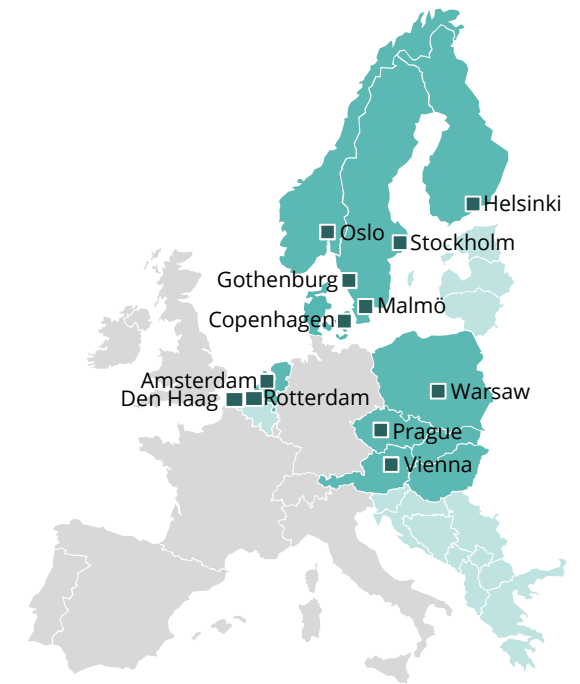 Helsinki
Oslo
Stockholm
Gothenburg
Malmö
Copenhagen
Amsterdam
Den Haag
Rotterdam
Warsaw
Prague
Vienna